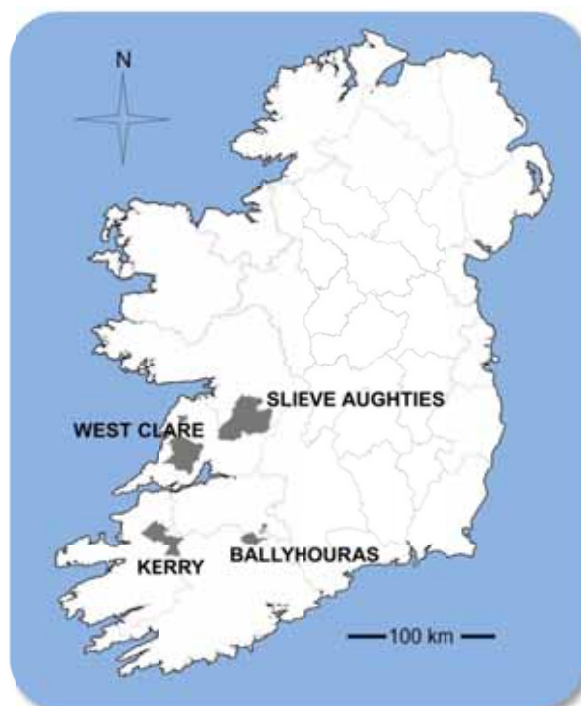 N
SLIEVE AUGHTIES
WEST CLARE
KERRY
BALLYHOURAS
100 km